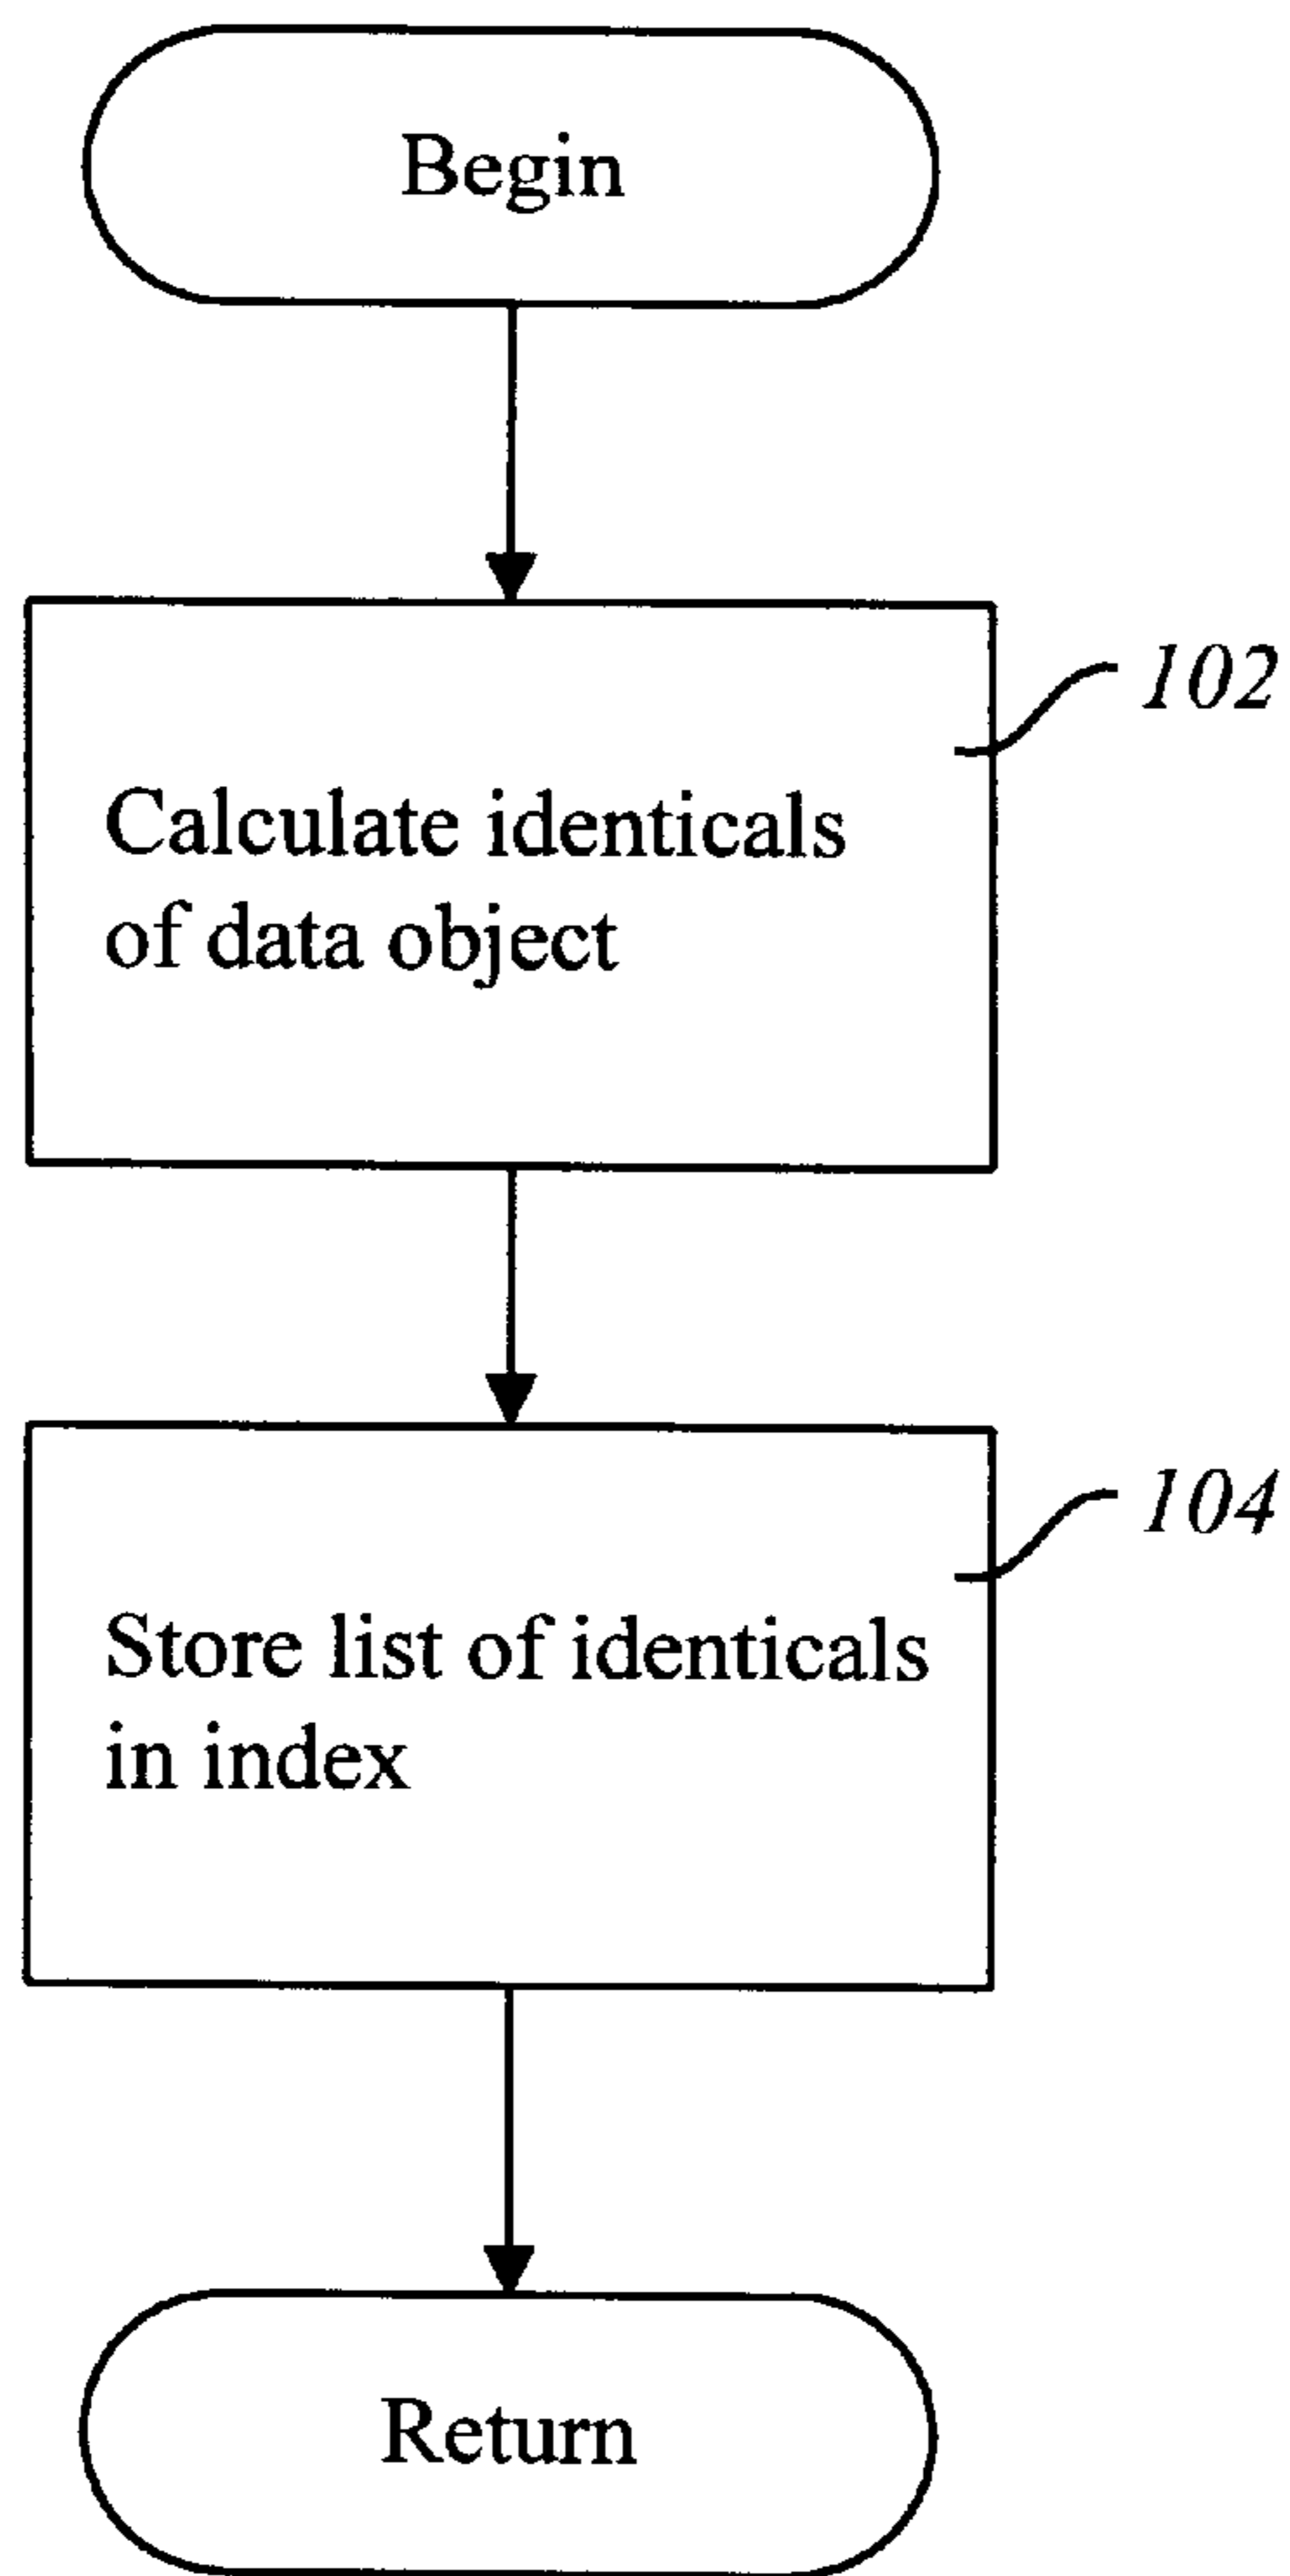 Begin
102
Calculate identicals
of data object
104
Store list of identicals
in index
Return